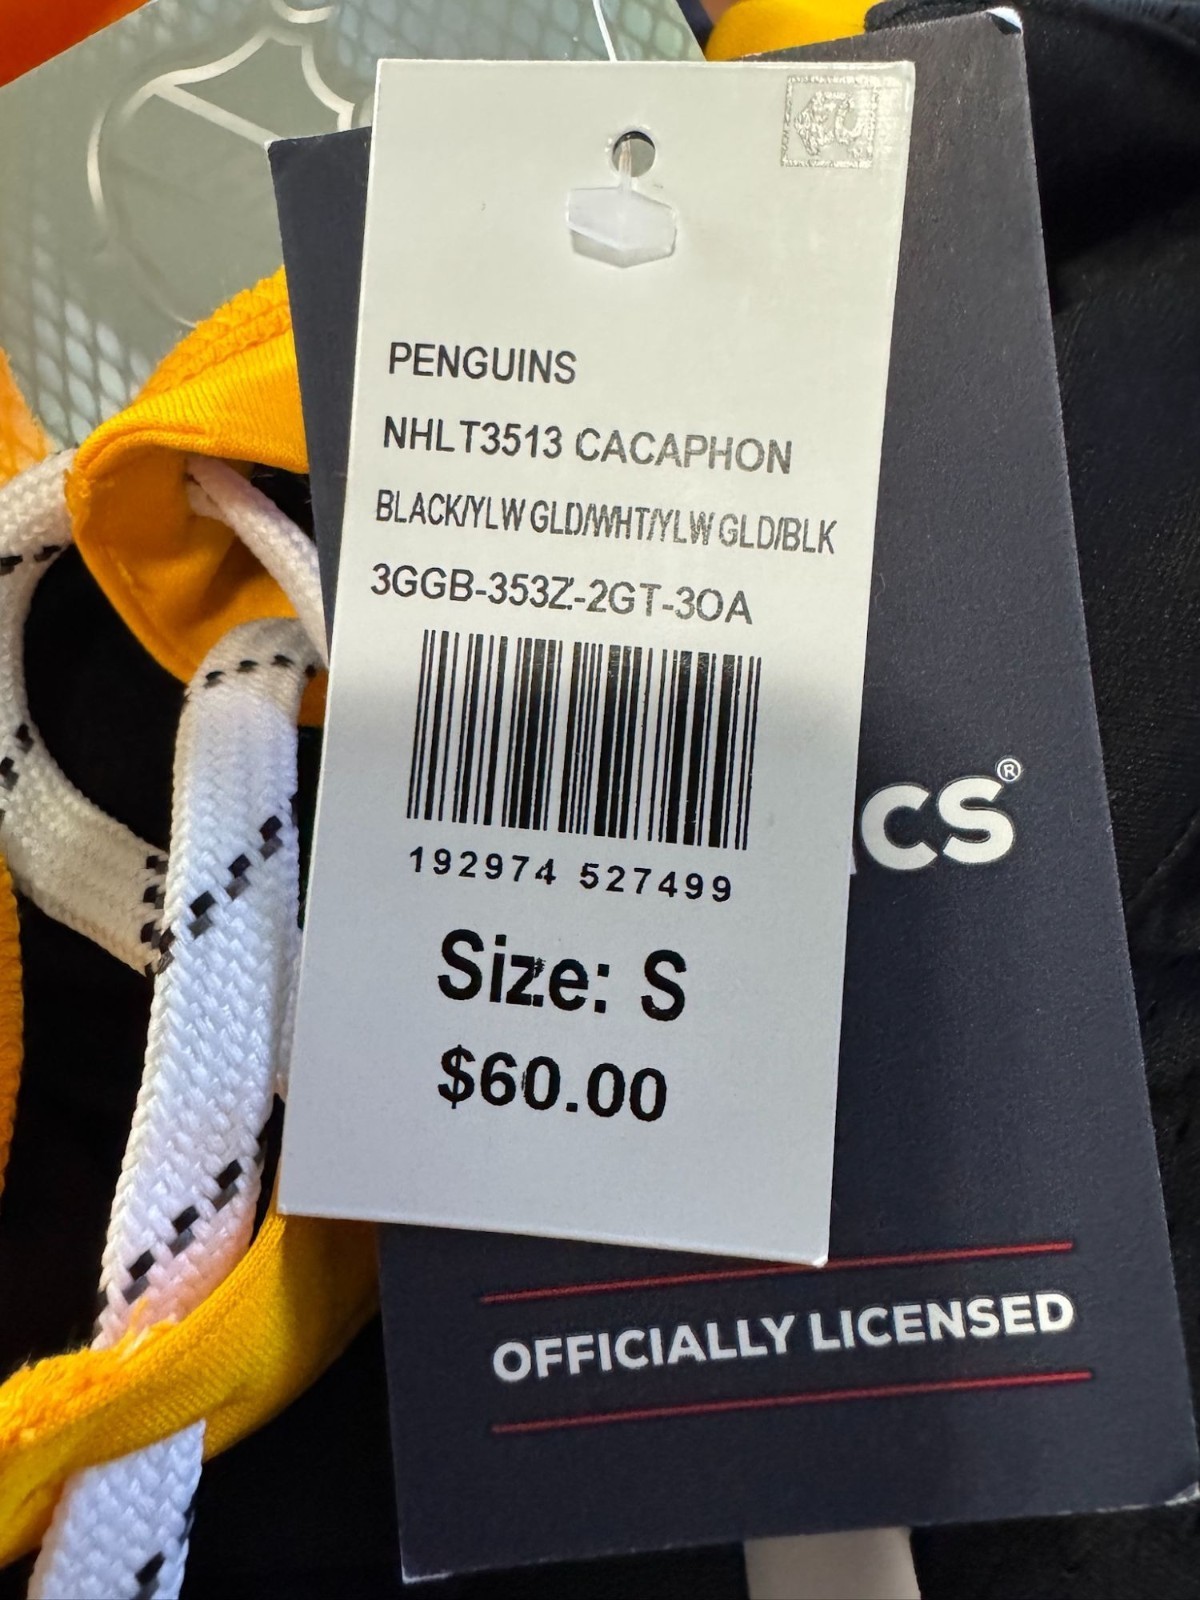 PENGUINS
NHLT3513 CACAPHON
BLACK/YLW GLD/WHT/YLW GLD/BLK
3GGB-353Z-2GT-3OA
192974 527499
Size: S
$60.00
ICS®
OFFICIALLY LICENSED